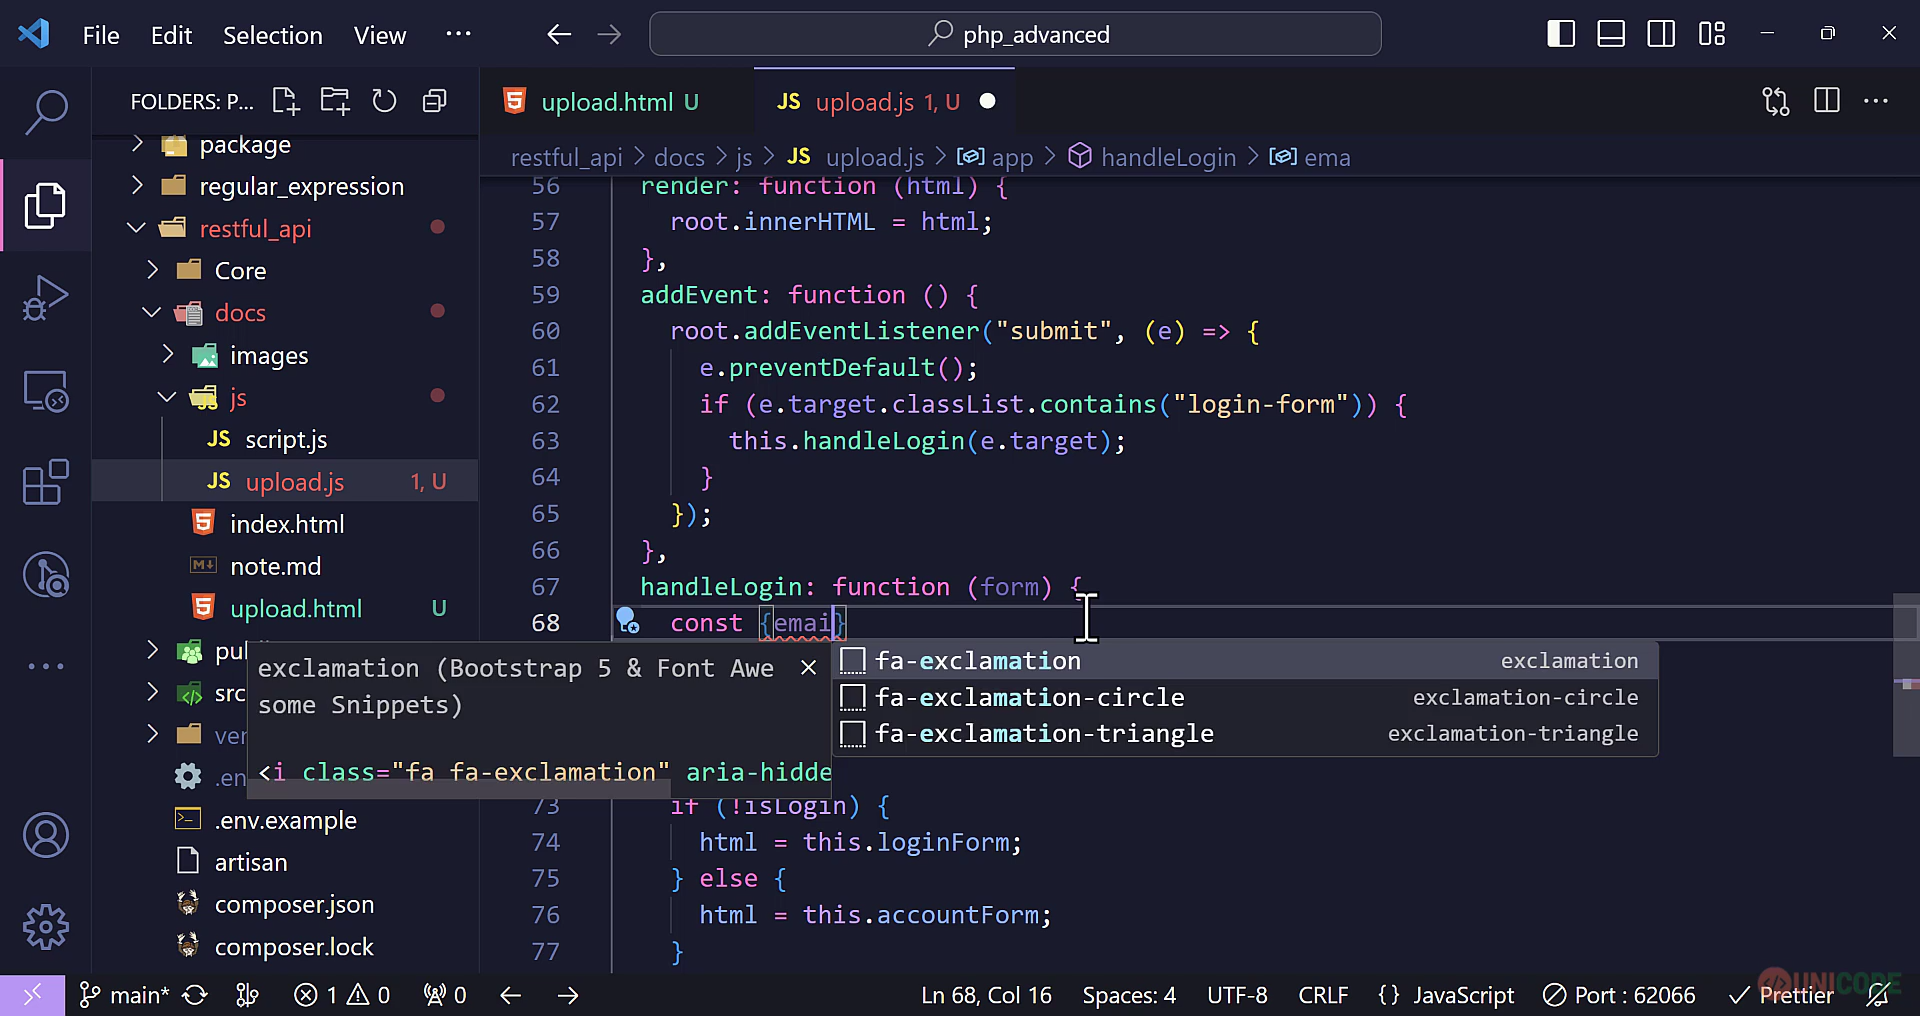 File Edit Selection View ··· php_advanced
FOLDERS: P...
package
regular_expression
restful_api
Core
docs
images
js
JS script.js
JS upload.js 1, U
index.html
note.md
upload.html U
src
.env.example
artisan
composer.json
composer.lock
upload.html U
JS upload.js 1, U
restful_api > docs > js > JS upload.js > app > handleLogin > ema
56 render: function (html) {
57 root.innerHTML = html;
58 },
59 addEvent: function () {
60 root.addEventListener("submit", (e) => {
61 e.preventDefault();
62 if (e.target.classList.contains("login-form")) {
63 this.handleLogin(e.target);
64 }
65 });
66 },
67 handleLogin: function (form) {
68 const {emai}
exclamation (Bootstrap 5 & Font Awe
some Snippets)
<i class="fa fa-exclamation" aria-hidde
fa-exclamation exclamation
fa-exclamation-circle exclamation-circle
fa-exclamation-triangle exclamation-triangle
73 if (!isLogin) {
74 html = this.loginForm;
75 } else {
76 html = this.accountForm;
77 }
main* 1 0 0 Ln 68, Col 16 Spaces: 4 UTF-8 CRLF {} JavaScript Port : 62066 Prettier
UNICODE